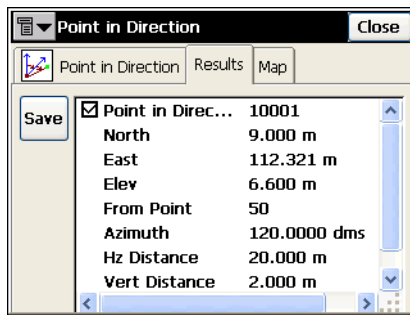 Point in Direction Close
Point in Direction Results Map
Save
Point in Direc... 10001
North 9.000 m
East 112.321 m
Elev 6.600 m
From Point 50
Azimuth 120.0000 dms
Hz Distance 20.000 m
Vert Distance 2.000 m